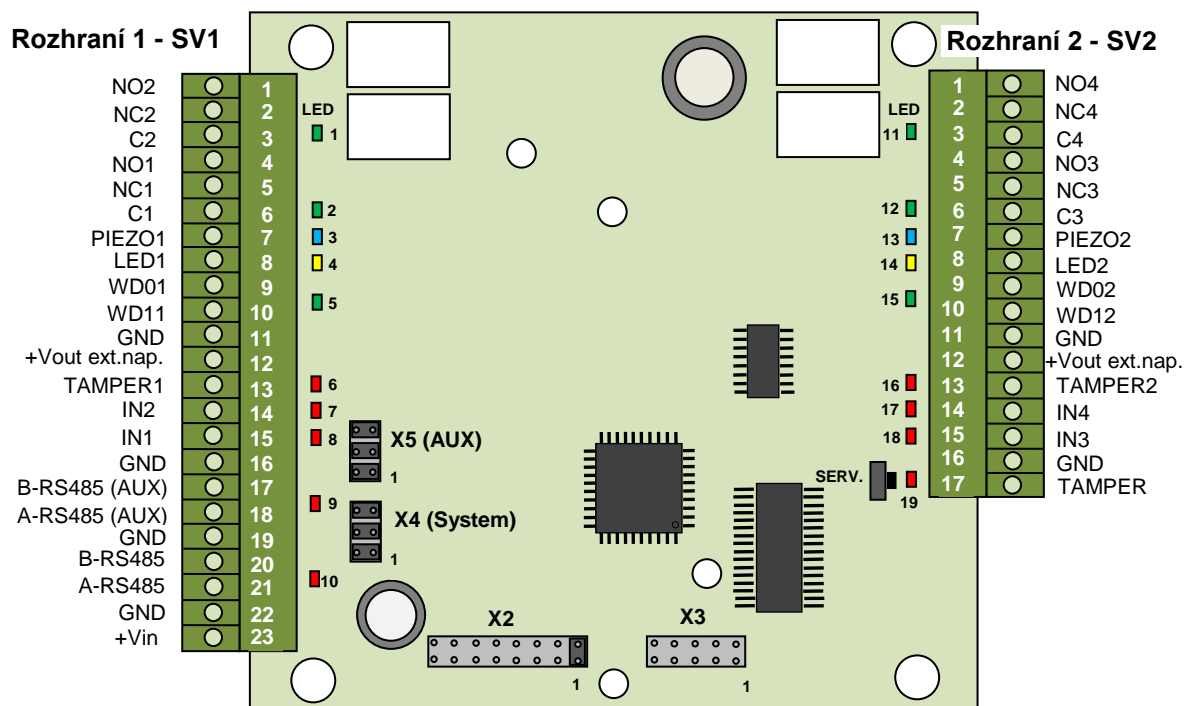 Rozhraní 1 - SV1
NO2 1
NC2 2
C2 3
NO1 4
NC1 5
C1 6
PIEZO1 7
LED1 8
WD01 9
WD11 10
GND 11
+Vout ext.nap. 12
TAMPER1 13
IN2 14
IN1 15
GND 16
B-RS485 (AUX) 17
A-RS485 (AUX) 18
GND 19
B-RS485 20
A-RS485 21
GND 22
+Vin 23
LED
1
2
3
4
5
6
7
8
9
10
X5 (AUX)
1
X4 (System)
1
X2
1
X3
1
SERV.
LED
11
12
13
14
15
16
17
18
19
Rozhraní 2 - SV2
1 NO4
2 NC4
3 C4
4 NO3
5 NC3
6 C3
7 PIEZO2
8 LED2
9 WD02
10 WD12
11 GND
12 +Vout ext.nap.
13 TAMPER2
14 IN4
15 IN3
16 GND
17 TAMPER